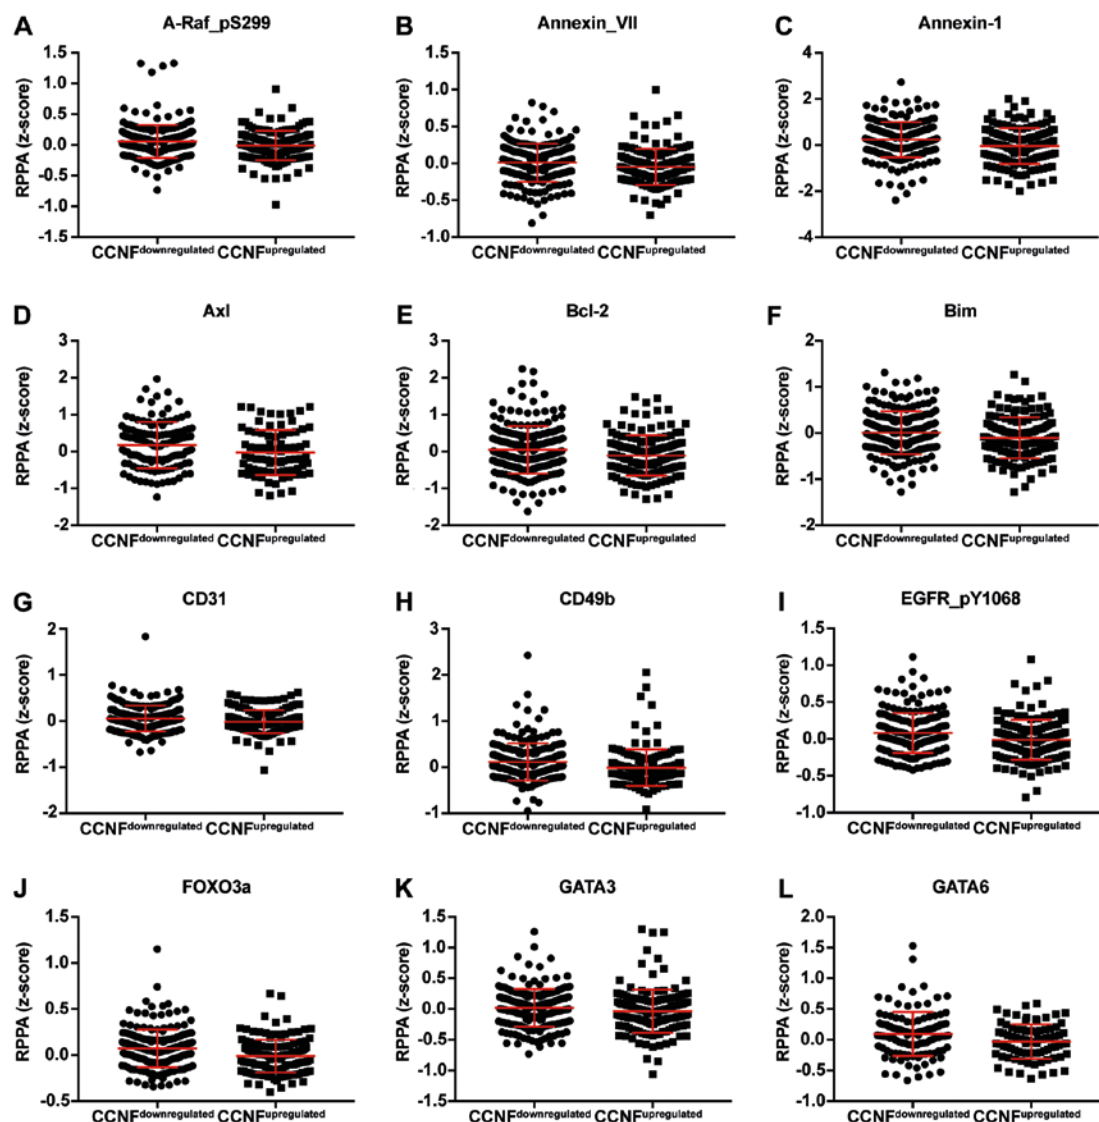 A A-Raf_pS299
1.5
1.0
0.5
0.0
-0.5
-1.0
-1.5
RPPA (z-score)
CCNFdownregulated CCNFupregulated
B Annexin_VII
1.5
1.0
0.5
0.0
-0.5
-1.0
RPPA (z-score)
CCNFdownregulated CCNFupregulated
C Annexin-1
4
2
0
-2
-4
RPPA (z-score)
CCNFdownregulated CCNFupregulated
D Axl
3
2
1
0
-1
-2
RPPA (z-score)
CCNFdownregulated CCNFupregulated
E Bcl-2
3
2
1
0
-1
-2
RPPA (z-score)
CCNFdownregulated CCNFupregulated
F Bim
2
1
0
-1
-2
RPPA (z-score)
CCNFdownregulated CCNFupregulated
G CD31
2
1
0
-1
-2
RPPA (z-score)
CCNFdownregulated CCNFupregulated
H CD49b
3
2
1
0
-1
RPPA (z-score)
CCNFdownregulated CCNFupregulated
I EGFR_pY1068
1.5
1.0
0.5
0.0
-0.5
-1.0
RPPA (z-score)
CCNFdownregulated CCNFupregulated
J FOXO3a
1.5
1.0
0.5
0.0
-0.5
RPPA (z-score)
CCNFdownregulated CCNFupregulated
K GATA3
1.5
1.0
0.5
0.0
-0.5
-1.0
-1.5
RPPA (z-score)
CCNFdownregulated CCNFupregulated
L GATA6
2.0
1.5
1.0
0.5
0.0
-0.5
-1.0
RPPA (z-score)
CCNFdownregulated CCNFupregulated